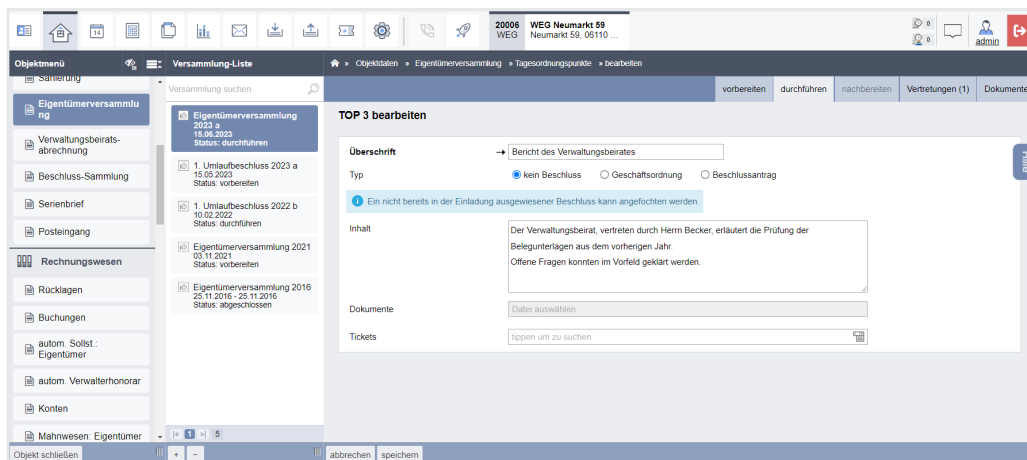 14
20006 WEG Neumarkt 59
WEG Neumarkt 59, 06110 ...
0
0
admin
Objektmenü
Versammlung-Liste
» Objektdaten » Eigentümerversammlung » Tagesordnungspunkte » bearbeiten
Sanierung
Eigentümerversammlu
ng
Verwaltungsbeirats-
abrechnung
Beschluss-Sammlung
Serienbrief
Posteingang
Rechnungswesen
Rücklagen
Buchungen
autom. Sollst.:
Eigentümer
autom. Verwalterhonorar
Konten
Mahnwesen: Eigentümer
Objekt schließen
Versammlung suchen
Eigentümerversammlung
2023 a
15.06.2023
Status: durchführen
1. Umlaufbeschluss 2023 a
15.05.2023
Status: vorbereiten
1. Umlaufbeschluss 2022 b
10.02.2022
Status: durchführen
Eigentümerversammlung 2021
03.11.2021
Status: vorbereiten
Eigentümerversammlung 2016
25.11.2016 - 25.11.2016
Status: abgeschlossen
|« 1 »| 5
+ -
vorbereiten durchführen nachbereiten Vertretungen (1) Dokumente
TOP 3 bearbeiten
Überschrift → Bericht des Verwaltungsbeirates
Typ kein Beschluss Geschäftsordnung Beschlussantrag
Ein nicht bereits in der Einladung ausgewiesener Beschluss kann angefochten werden.
Inhalt
Der Verwaltungsbeirat, vertreten durch Herrn Becker, erläutert die Prüfung der
Belegunterlagen aus dem vorherigen Jahr.
Offene Fragen konnten im Vorfeld geklärt werden.
Dokumente Datei auswählen
Tickets tippen um zu suchen
Hilfe
abbrechen speichern